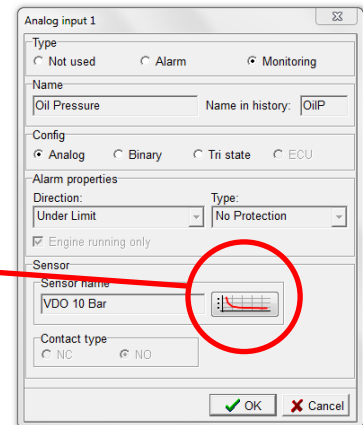 Analog input 1
Type
Not used Alarm Monitoring
Name
Oil Pressure Name in history: OilP
Config
Analog Binary Tri state ECU
Alarm properties
Direction: Type:
Under Limit No Protection
Engine running only
Sensor
Sensor name
VDO 10 Bar
Contact type
NC NO
OK Cancel